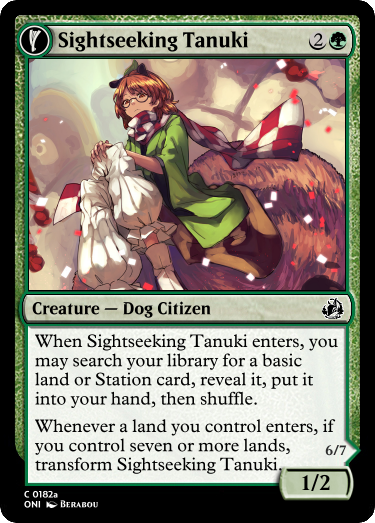 Sightseeking Tanuki 2
Creature — Dog Citizen
When Sightseeking Tanuki enters, you
may search your library for a basic
land or Station card, reveal it, put it
into your hand, then shuffle.
Whenever a land you control enters, if
you control seven or more lands,
transform Sightseeking Tanuki.
6/7
1/2
C 0182a
ONI BERABOU